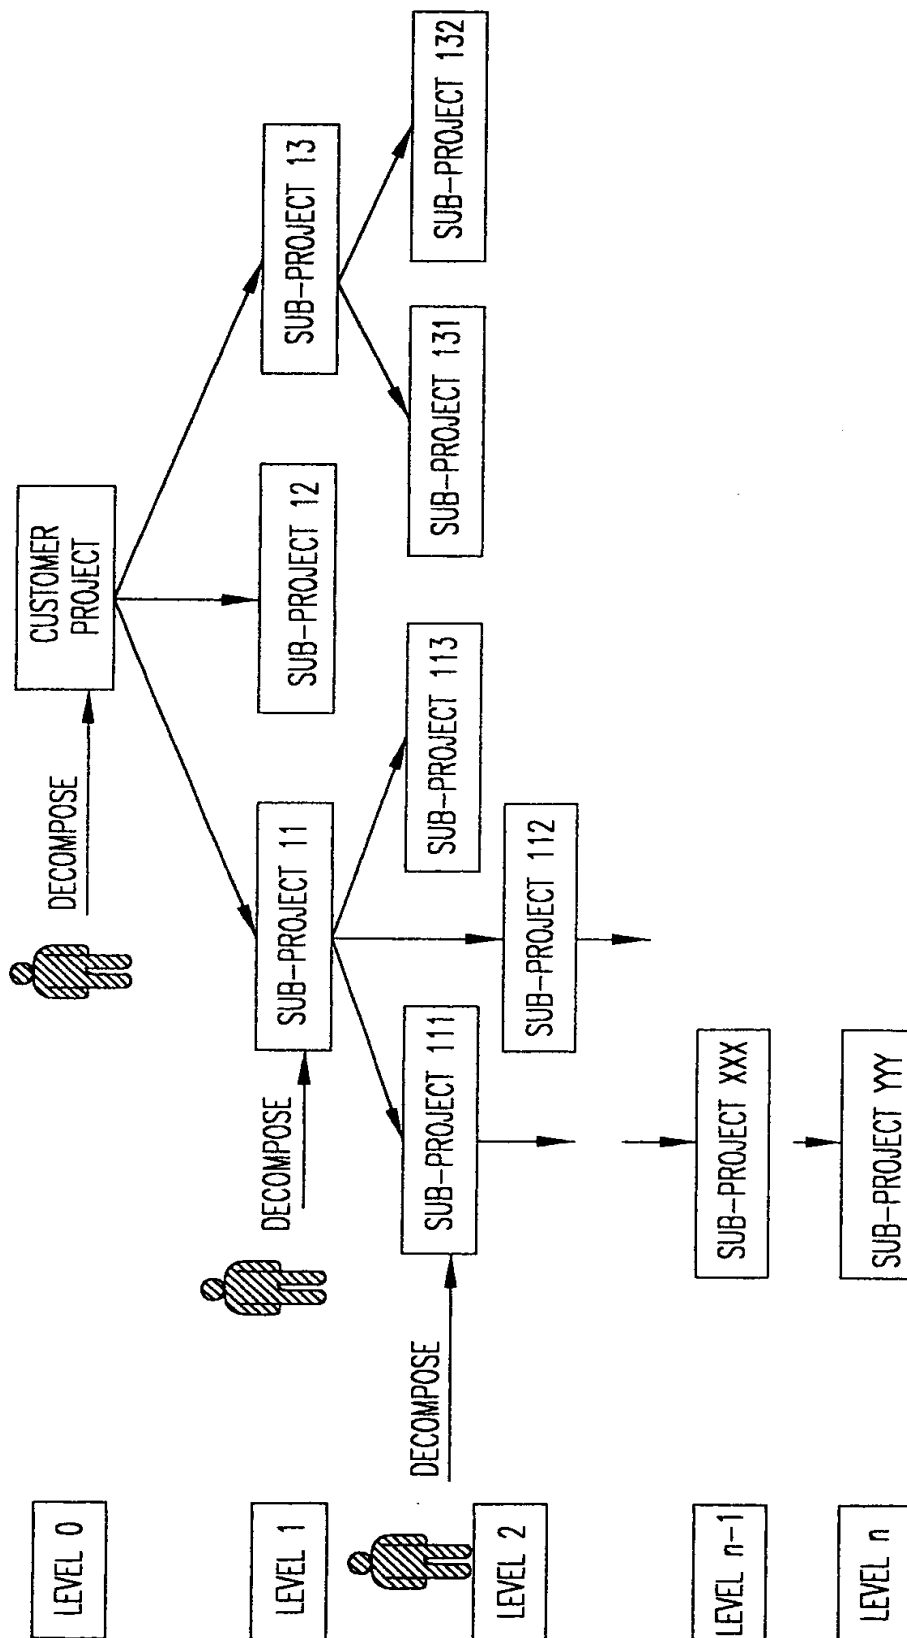 LEVEL 0
DECOMPOSE
CUSTOMER
PROJECT
LEVEL 1
DECOMPOSE
SUB-PROJECT 11
SUB-PROJECT 12
SUB-PROJECT 13
LEVEL 2
DECOMPOSE
SUB-PROJECT 111
SUB-PROJECT 112
SUB-PROJECT 113
SUB-PROJECT 131
SUB-PROJECT 132
LEVEL n-1
SUB-PROJECT XXX
LEVEL n
SUB-PROJECT YYY